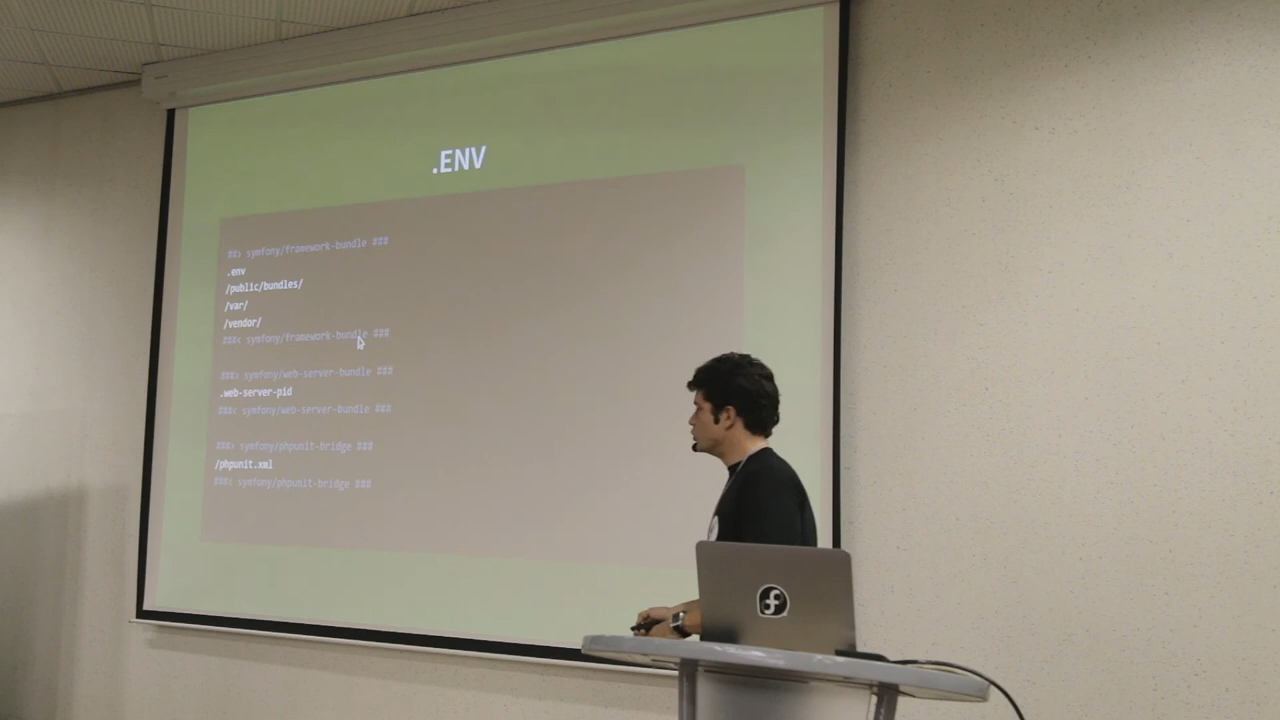 .ENV
##> symfony/framework-bundle ###
.env
/public/bundles/
/var/
/vendor/
###< symfony/framework-bundle ###
###> symfony/web-server-bundle ###
.web-server-pid
###< symfony/web-server-bundle ###
###> symfony/phpunit-bridge ###
/phpunit.xml
###< symfony/phpunit-bridge ###